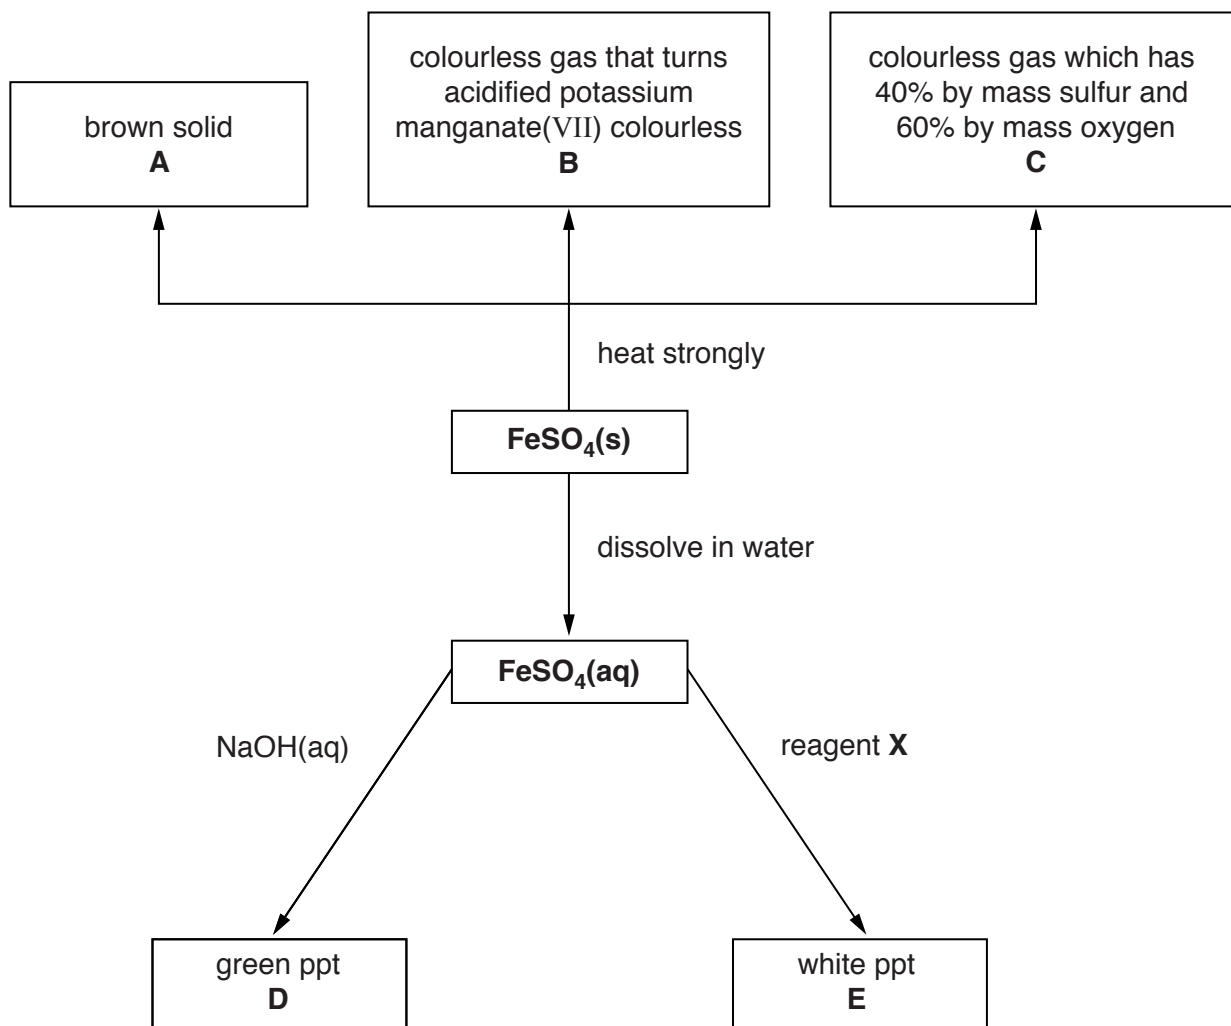 brown solid
A
colourless gas that turns
acidified potassium
manganate(VII) colourless
B
colourless gas which has
40% by mass sulfur and
60% by mass oxygen
C
heat strongly
FeSO₄(s)
dissolve in water
FeSO₄(aq)
NaOH(aq)
reagent X
green ppt
D
white ppt
E